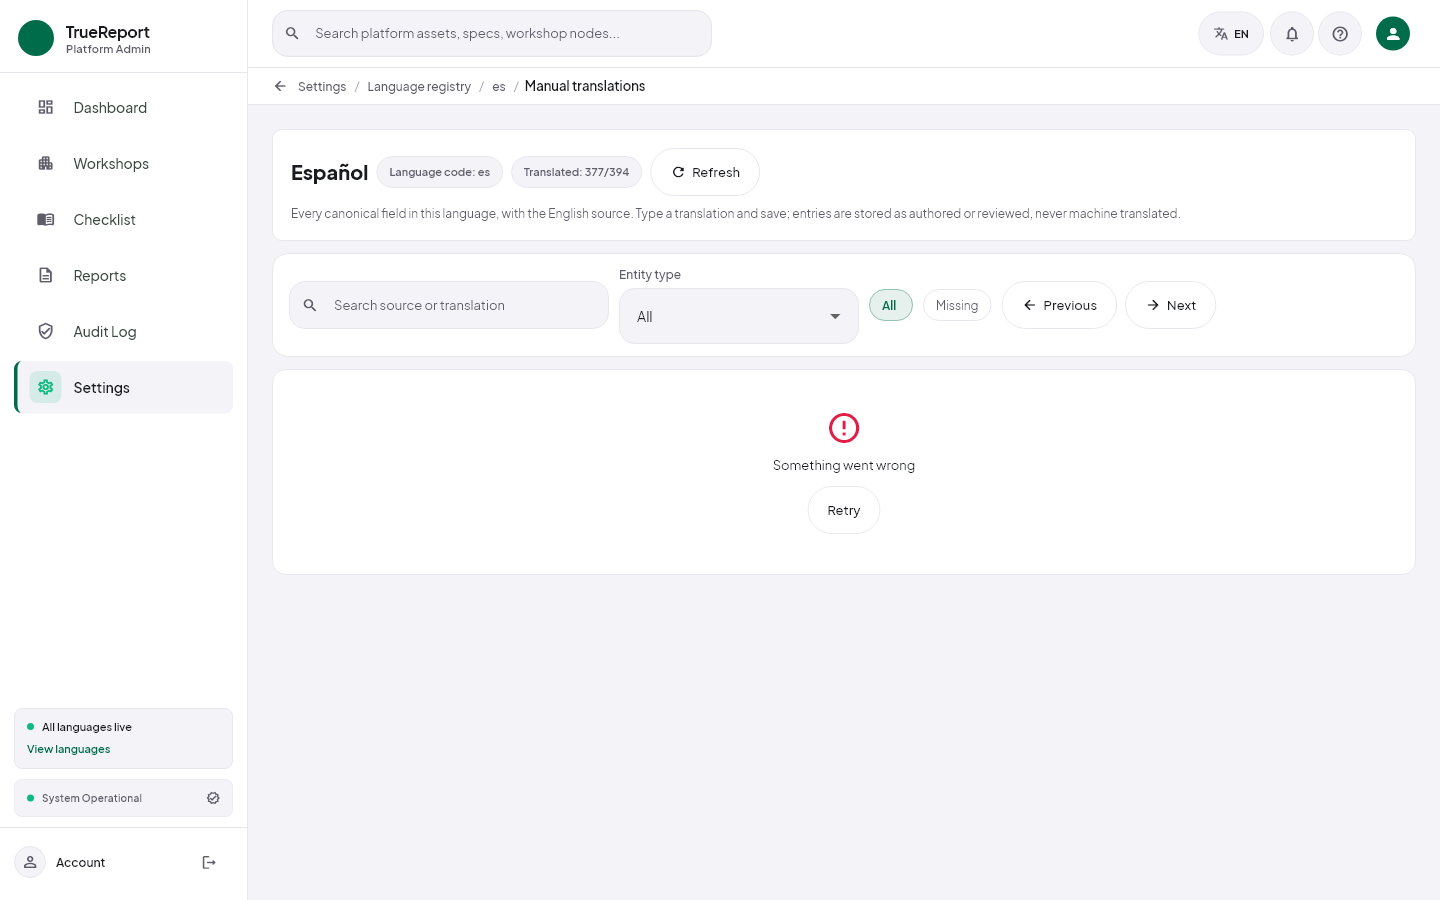 TrueReport
Platform Admin
Search platform assets, specs, workshop nodes...
EN
Settings / Language registry / es / Manual translations
Dashboard
Workshops
Checklist
Reports
Audit Log
Settings
Español
Language code: es
Translated: 377/394
Refresh
Every canonical field in this language, with the English source. Type a translation and save; entries are stored as authored or reviewed, never machine translated.
Entity type
Search source or translation
All
All
Missing
Previous
Next
Something went wrong
Retry
All languages live
View languages
System Operational
Account